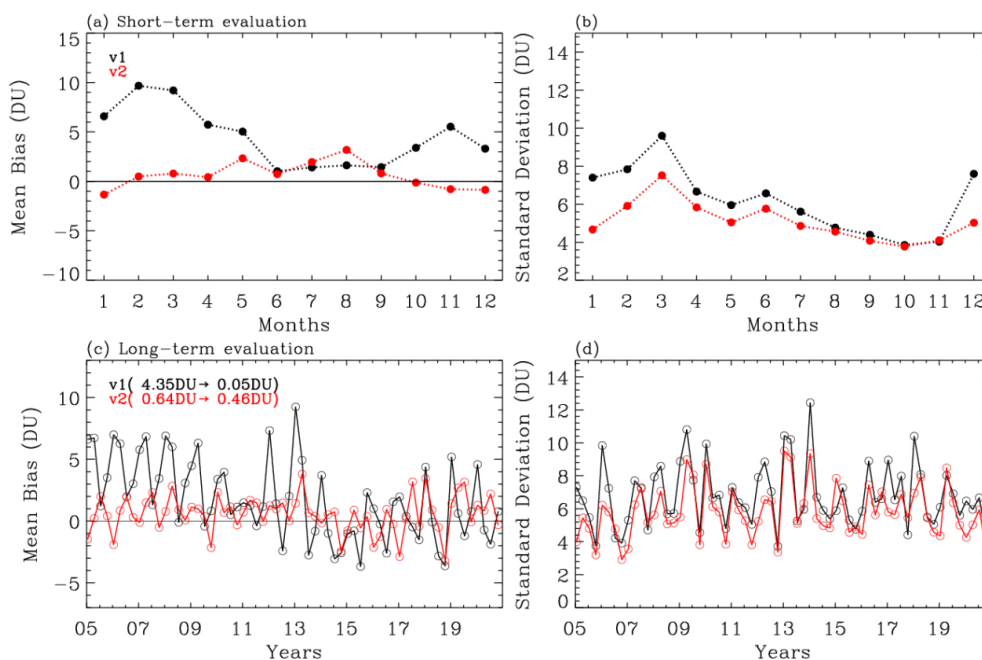 (a) Short-term evaluation
Mean Bias (DU)
15
10
5
0
−5
−10
v1
v2
1 2 3 4 5 6 7 8 9 10 11 12
Months
(b)
Standard Deviation (DU)
14
12
10
8
6
4
2
1 2 3 4 5 6 7 8 9 10 11 12
Months
(c) Long-term evaluation
Mean Bias (DU)
10
5
0
−5
v1( 4.35DU→ 0.05DU)
v2( 0.64DU→ 0.46DU)
05 07 09 11 13 15 17 19
Years
(d)
Standard Deviation (DU)
14
12
10
8
6
4
2
0
05 07 09 11 13 15 17 19
Years